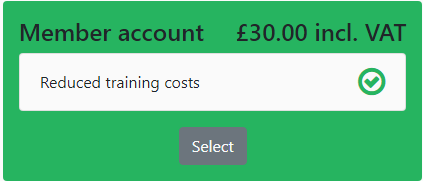 Member account £30.00 incl. VAT
Reduced training costs
Select